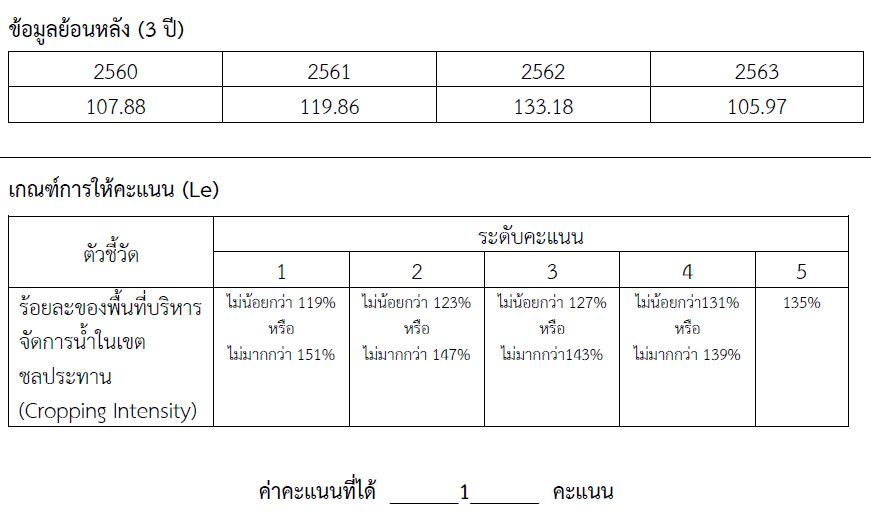 ข้อมูลย้อนหลัง (3 ปี)
2560 2561 2562 2563
107.88 119.86 133.18 105.97
เกณฑ์การให้คะแนน (Le)
ตัวชี้วัด ระดับคะแนน
1 2 3 4 5
ร้อยละของพื้นที่บริหาร
จัดการน้ำในเขต
ชลประทาน
(Cropping Intensity)
ไม่น้อยกว่า 119%
หรือ
ไม่มากกว่า 151%
ไม่น้อยกว่า 123%
หรือ
ไม่มากกว่า 147%
ไม่น้อยกว่า 127%
หรือ
ไม่มากกว่า143%
ไม่น้อยกว่า131%
หรือ
ไม่มากกว่า 139%
135%
ค่าคะแนนที่ได้ ______1______ คะแนน